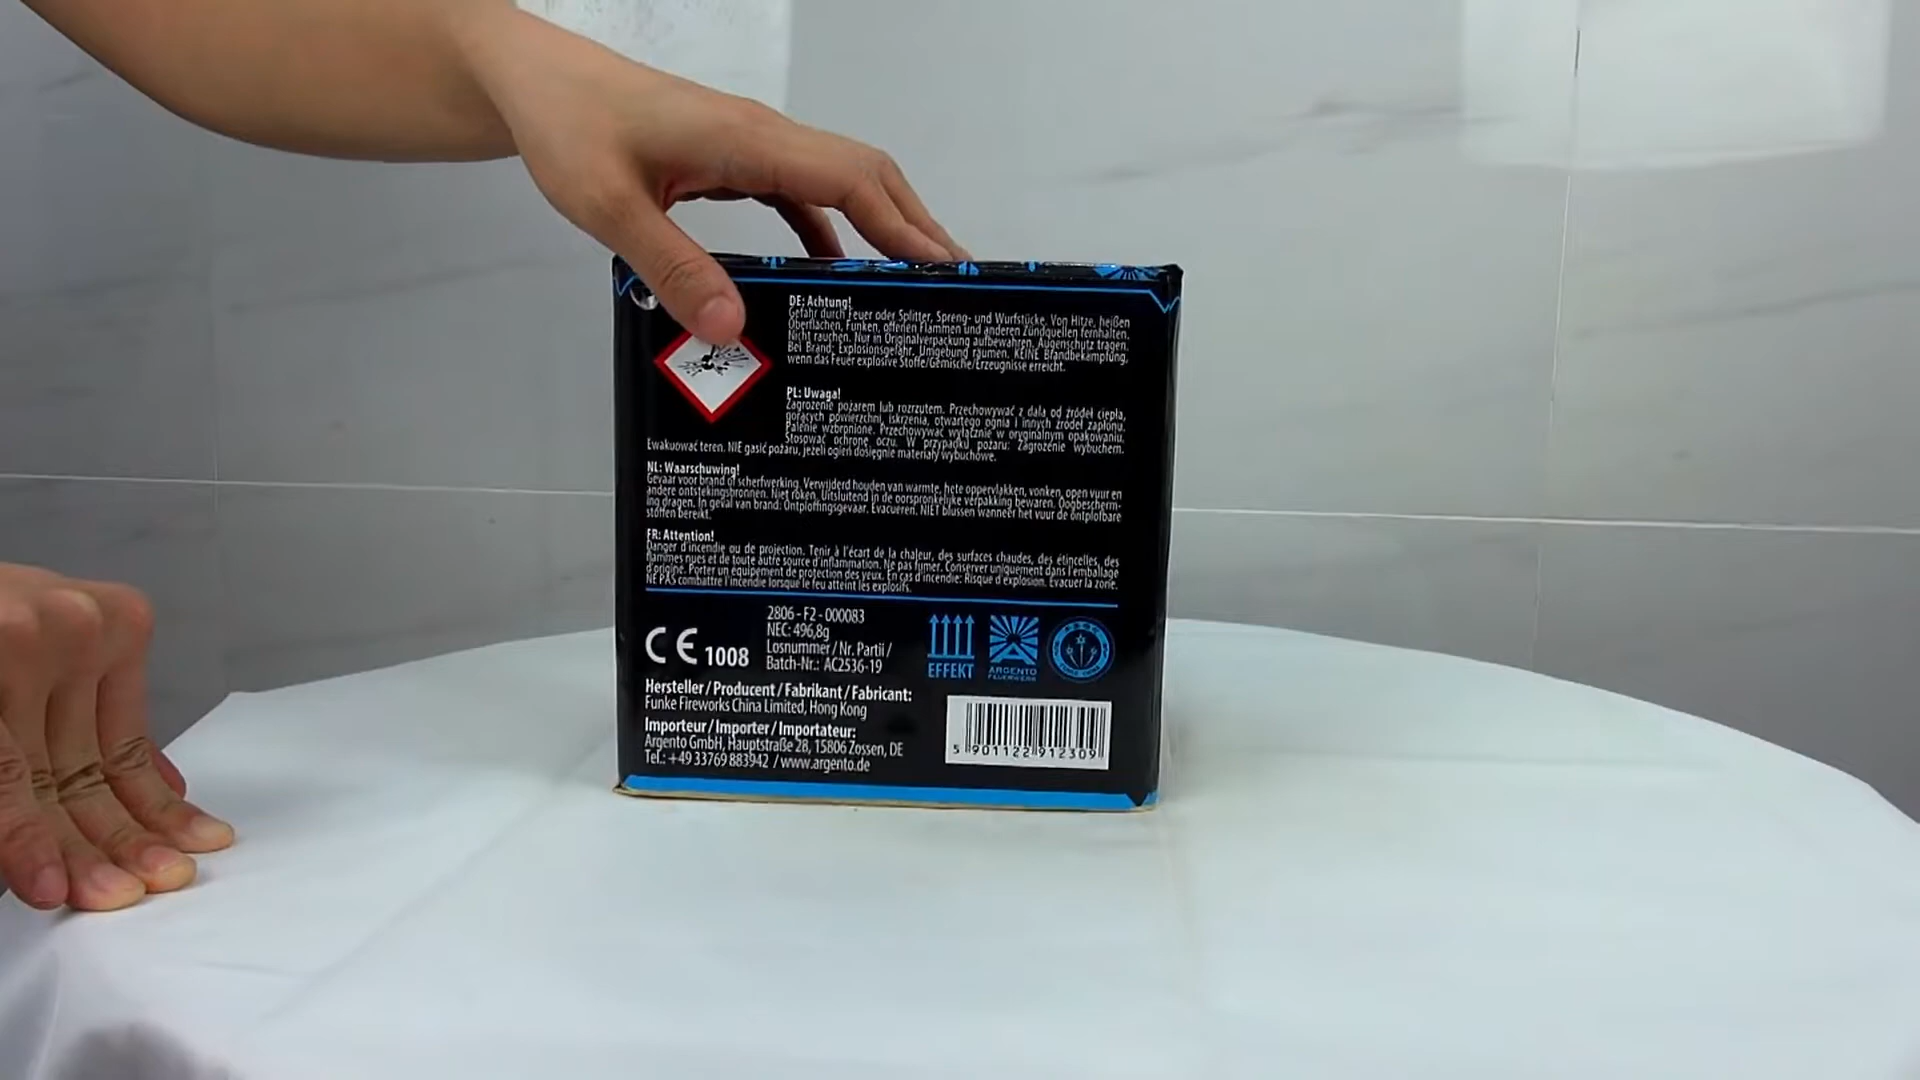 DE: Achtung!
Gefahr durch Feuer oder Splitter, Spreng- und Wurfstücke. Von Hitze, heißen
Oberflächen, Funken, offenen Flammen und anderen Zündquellen fernhalten.
Nicht rauchen. Nur in Originalverpackung aufbewahren. Augenschutz tragen.
Bei Brand: Explosionsgefahr. Umgebung räumen. KEINE Brandbekämpfung,
wenn das Feuer explosive Stoffe/Gemische/Erzeugnisse erreicht.
PL: Uwaga!
Zagrożenie pożarem lub rozrzutem. Przechowywać z dala od źródeł ciepła,
gorących powierzchni, iskrzenia, otwartego ognia i innych źródeł zapłonu.
Palenie wzbronione. Przechowywać wyłącznie w oryginalnym opakowaniu.
Stosować ochronę oczu. W przypadku pożaru: Zagrożenie wybuchem.
Ewakuować teren. NIE gasić pożaru, jeżeli ogień dosięgnie materiały wybuchowe.
NL: Waarschuwing!
Gevaar voor brand of scherfwerking. Verwijderd houden van warmte, hete oppervlakken, vonken, open vuur en
andere ontstekingsbronnen. Niet roken. Uitsluitend in de oorspronkelijke verpakking bewaren. Oogbescherm-
ing dragen. In geval van brand: Ontploffingsgevaar. Evacueren. NIET blussen wanneer het vuur de ontplofbare
stoffen bereikt.
FR: Attention!
Danger d'incendie ou de projection. Tenir à l'écart de la chaleur, des surfaces chaudes, des étincelles, des
flammes nues et de toute autre source d'inflammation. Ne pas fumer. Conserver uniquement dans l'emballage
d'origine. Porter un équipement de protection des yeux. En cas d'incendie: Risque d'explosion. Évacuer la zone.
NE PAS combattre l'incendie lorsque le feu atteint les explosifs.
CE 1008
2806 - F2 - 000083
NEC: 496,8g
Losnummer / Nr. Partii /
Batch-Nr.: AC2536-19
EFFEKT
ARGENTO
FEUERWERK
Hersteller / Producent / Fabrikant / Fabricant:
Funke Fireworks China Limited, Hong Kong
Importeur / Importer / Importateur:
Argento GmbH, Hauptstraße 28, 15806 Zossen, DE
Tel.: +49 33769 883942 / www.argento.de
5 901122 912309